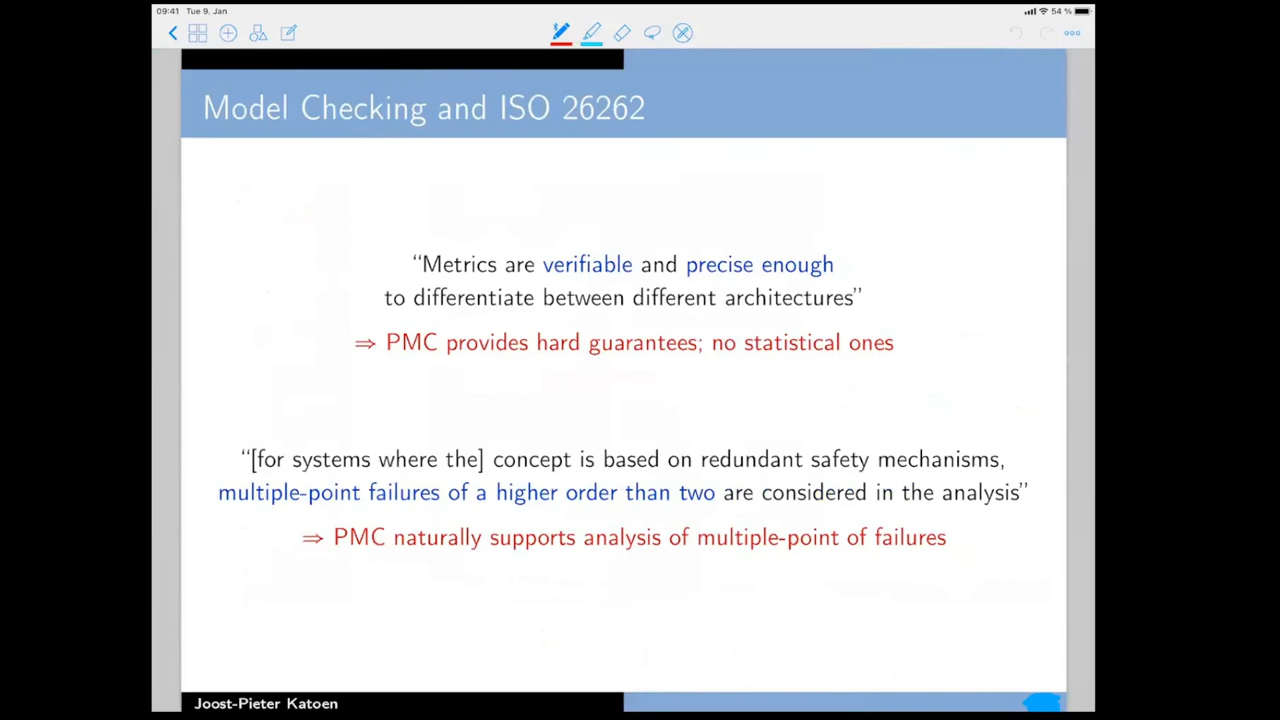 09:41 Tue 9. Jan 54 %
Model Checking and ISO 26262
“Metrics are verifiable and precise enough
to differentiate between different architectures”
⇒ PMC provides hard guarantees; no statistical ones
“[for systems where the] concept is based on redundant safety mechanisms,
multiple-point failures of a higher order than two are considered in the analysis”
⇒ PMC naturally supports analysis of multiple-point of failures
Joost-Pieter Katoen